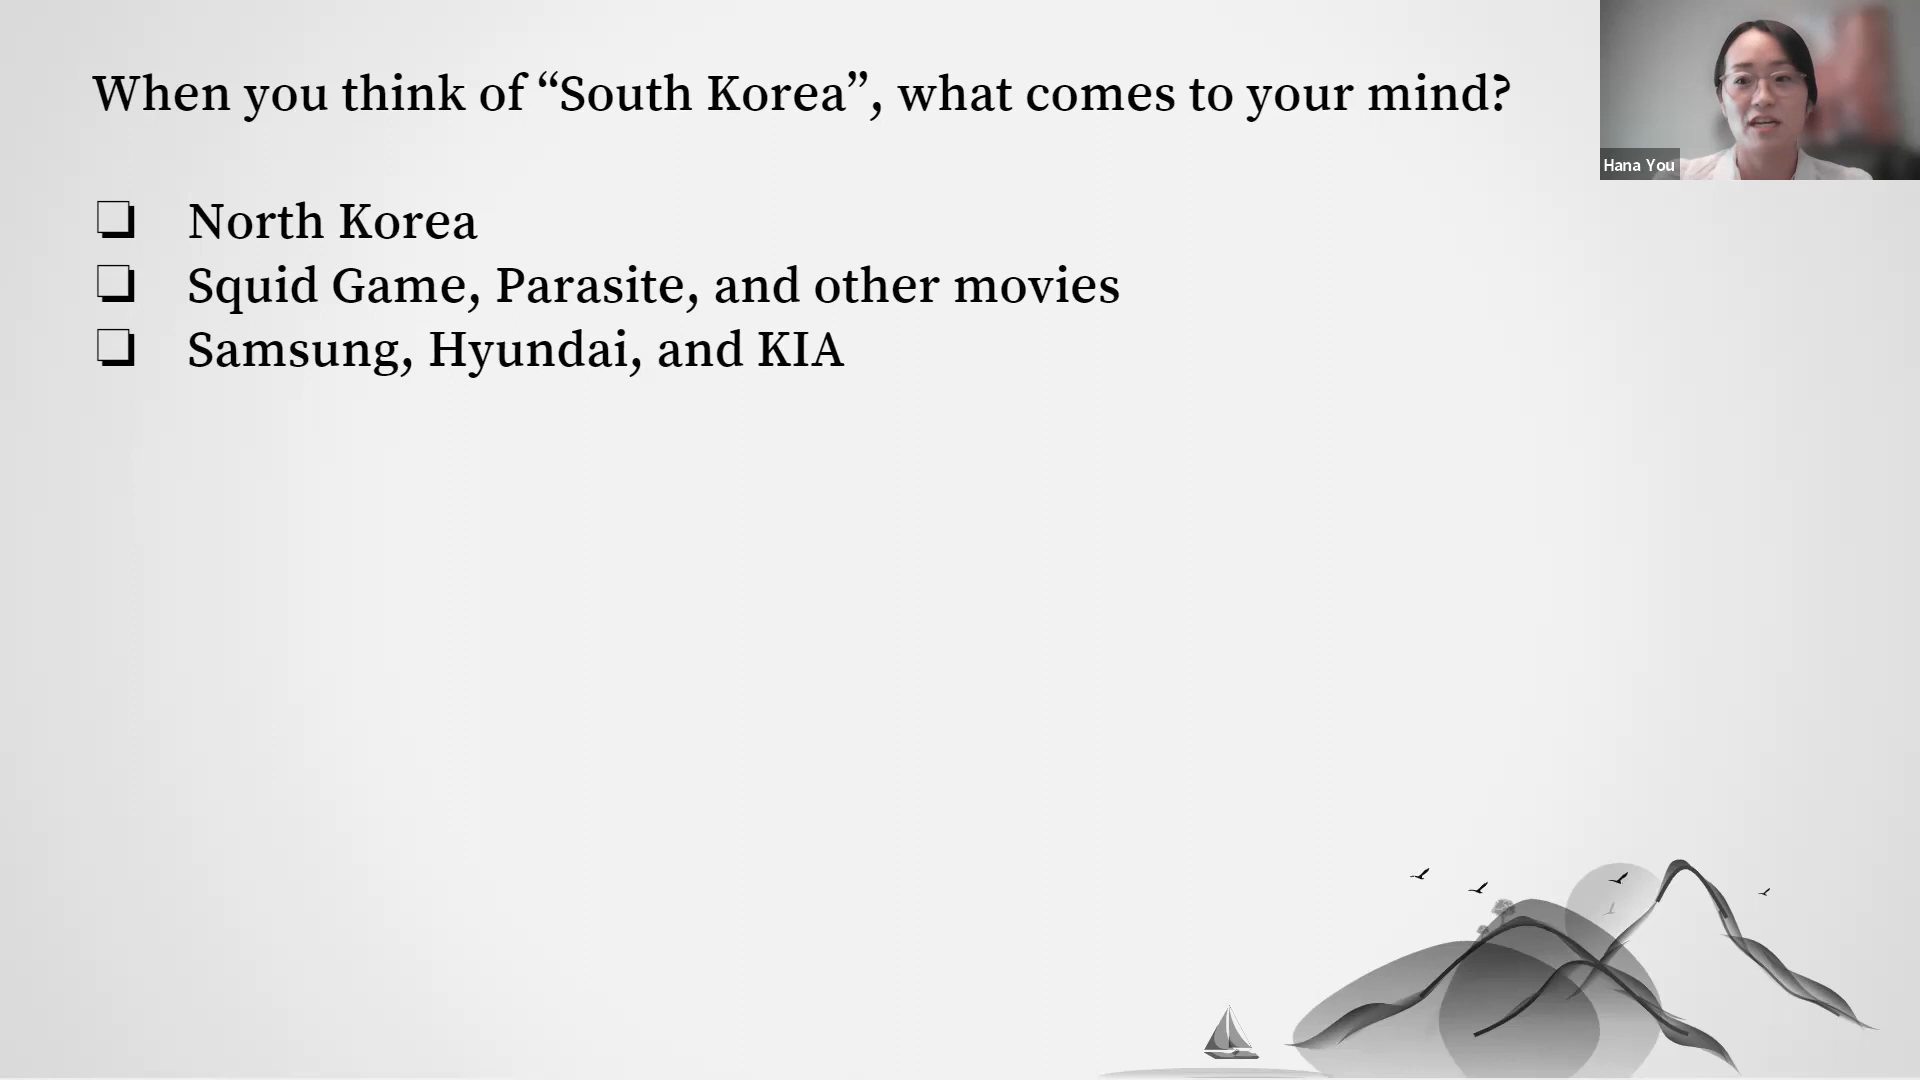 When you think of “South Korea”, what comes to your mind?
❏ North Korea
❏ Squid Game, Parasite, and other movies
❏ Samsung, Hyundai, and KIA
Hana You